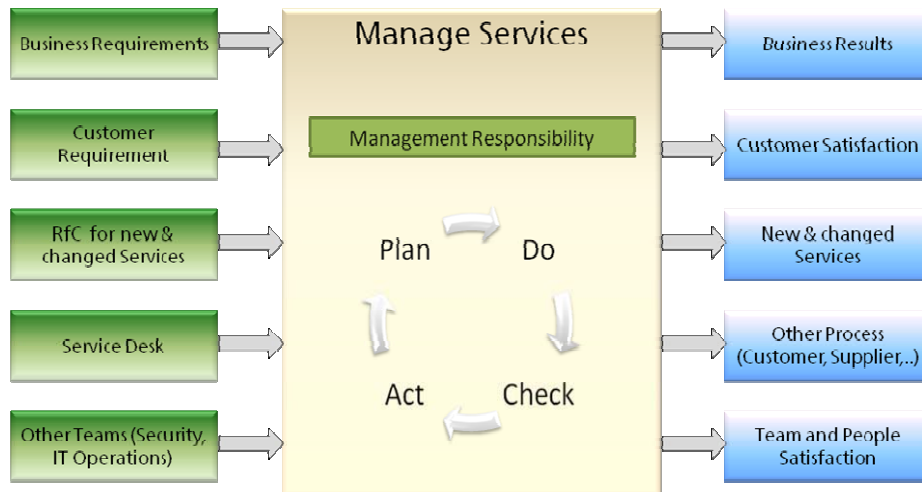 Business Requirements
Customer
Requirement
RfC for new &
changed Services
Service Desk
Other Teams (Security,
IT Operations)
Manage Services
Management Responsibility
Plan
Do
Act
Check
Business Results
Customer Satisfaction
New & changed
Services
Other Process
(Customer, Supplier,..)
Team and People
Satisfaction